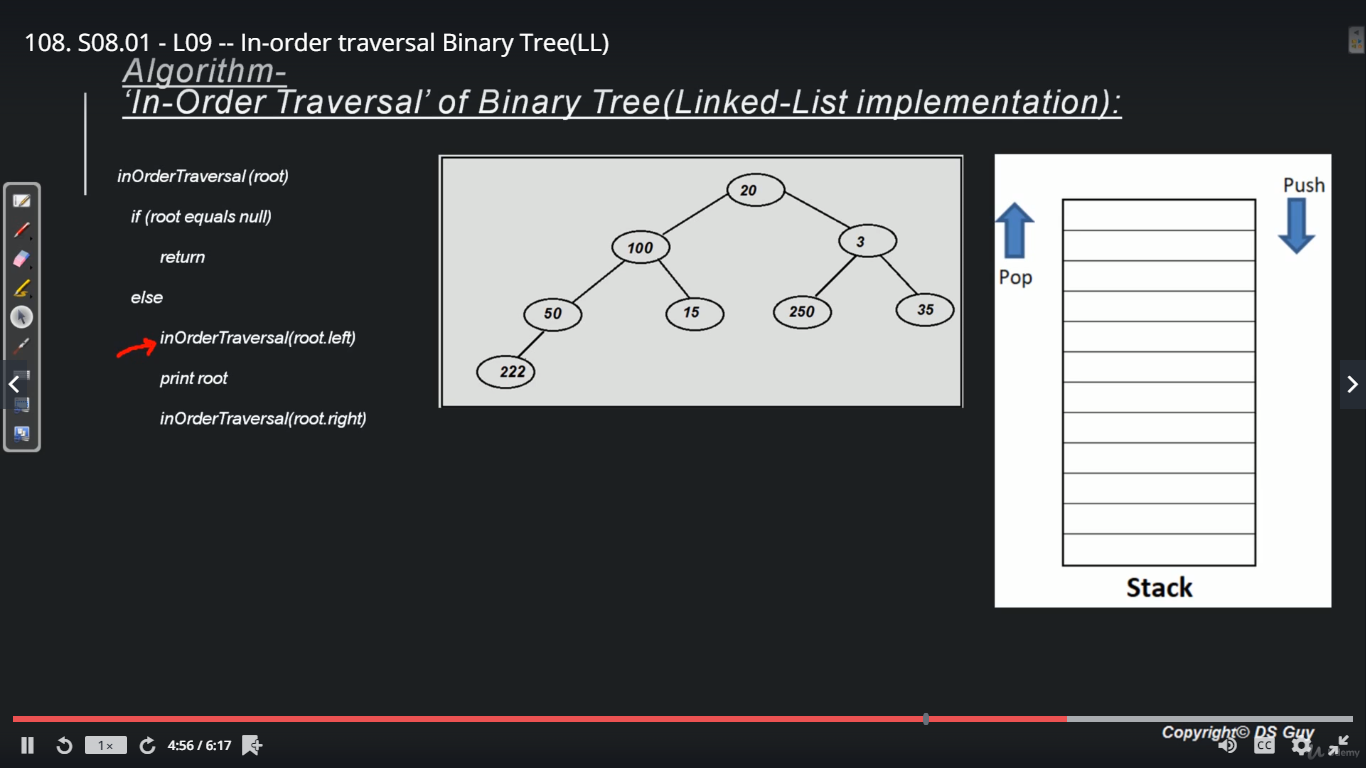 108. S08.01 - L09 -- In-order traversal Binary Tree(LL)
Algorithm-
‘In-Order Traversal’ of Binary Tree(Linked-List implementation):
inOrderTraversal (root)
if (root equals null)
return
else
inOrderTraversal(root.left)
print root
inOrderTraversal(root.right)
20
100
3
50
15
250
35
222
Push
Pop
Stack
1×
4:56 / 6:17
Copyright© DS Guy
CC